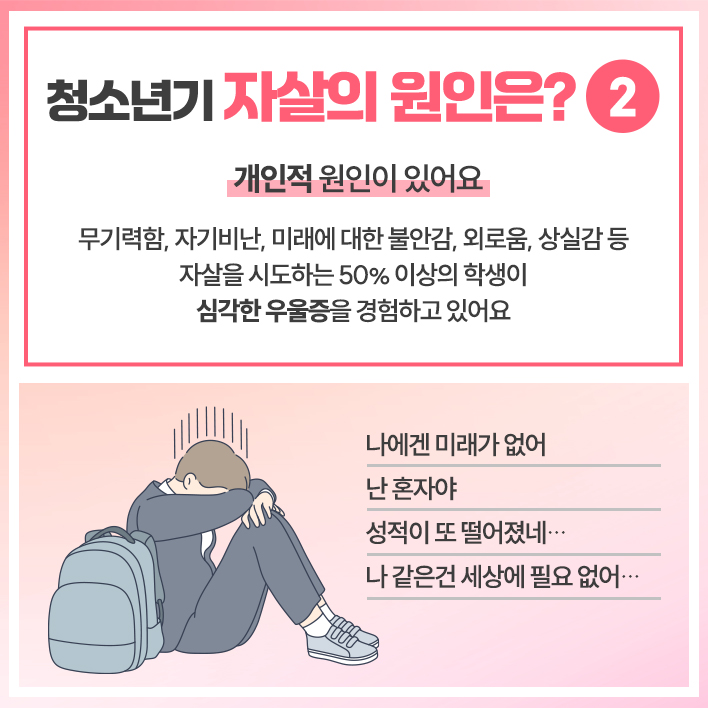 청소년기 자살의 원인은? 2
개인적 원인이 있어요
무기력함, 자기비난, 미래에 대한 불안감, 외로움, 상실감 등
자살을 시도하는 50% 이상의 학생이
심각한 우울증을 경험하고 있어요
나에겐 미래가 없어
난 혼자야
성적이 또 떨어졌네…
나 같은건 세상에 필요 없어…